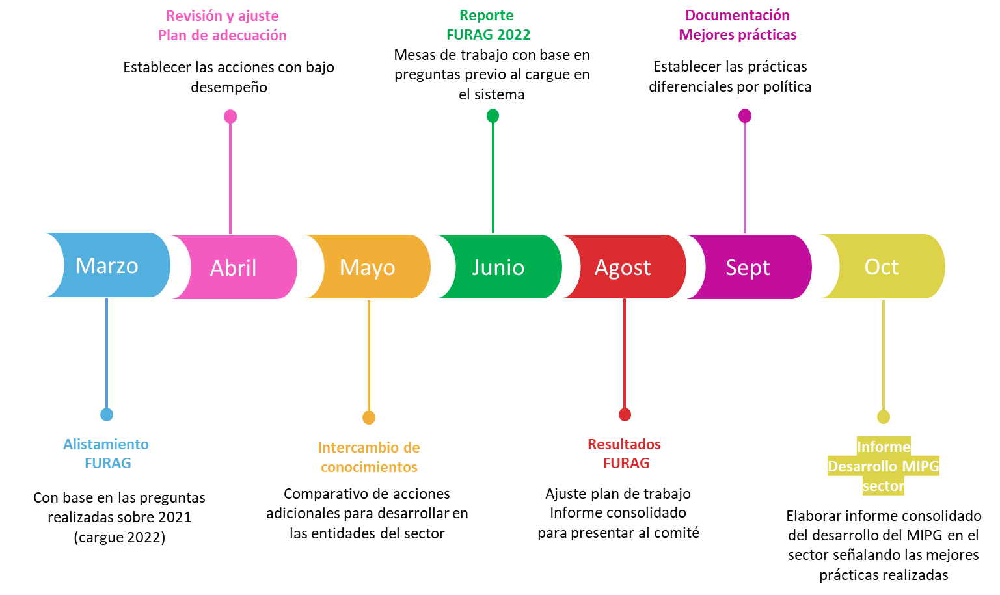 Revisión y ajuste
Plan de adecuación
Establecer las acciones con bajo
desempeño
Reporte
FURAG 2022
Mesas de trabajo con base en
preguntas previo al cargue en
el sistema
Documentación
Mejores prácticas
Establecer las prácticas
diferenciales por política
Marzo
Abril
Mayo
Junio
Agost
Sept
Oct
Alistamiento
FURAG
Con base en las preguntas
realizadas sobre 2021
(cargue 2022)
Intercambio de
conocimientos
Comparativo de acciones
adicionales para desarrollar en
las entidades del sector
Resultados
FURAG
Ajuste plan de trabajo
Informe consolidado
para presentar al comité
Informe
Desarrollo MIPG
sector
Elaborar informe consolidado
del desarrollo del MIPG en el
sector señalando las mejores
prácticas realizadas